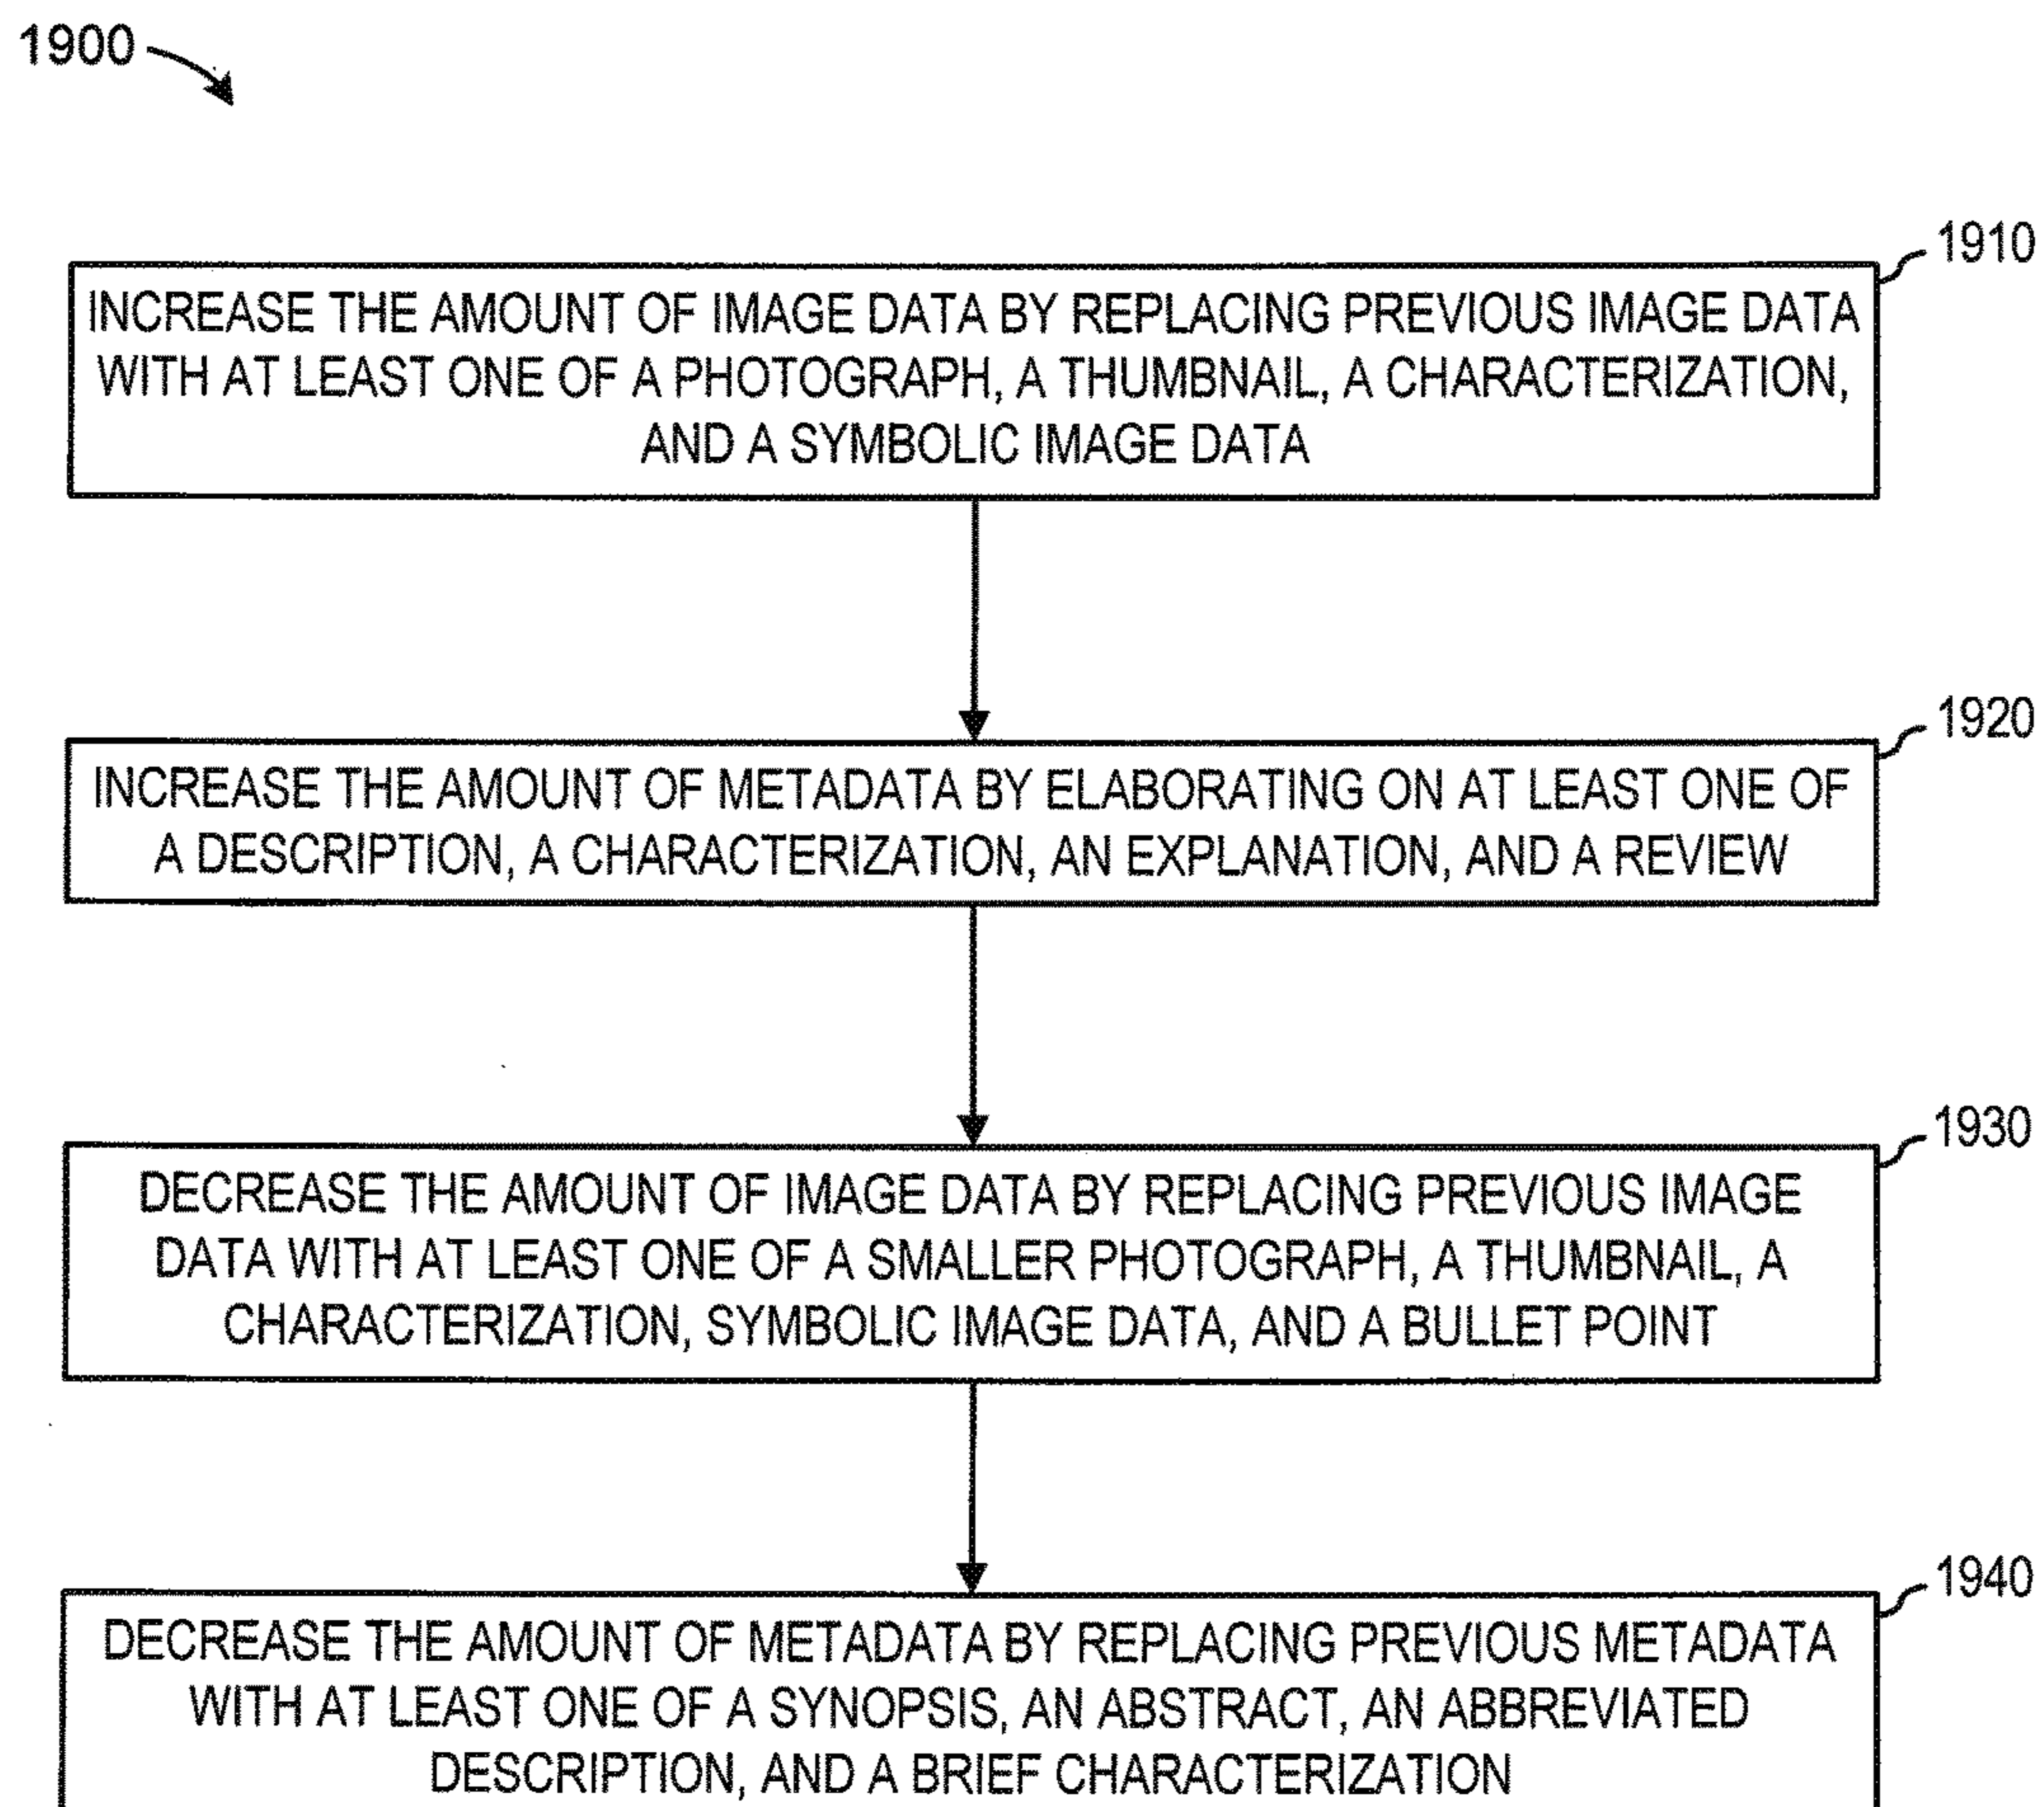 1900
1910
INCREASE THE AMOUNT OF IMAGE DATA BY REPLACING PREVIOUS IMAGE DATA
WITH AT LEAST ONE OF A PHOTOGRAPH, A THUMBNAIL, A CHARACTERIZATION,
AND A SYMBOLIC IMAGE DATA
1920
INCREASE THE AMOUNT OF METADATA BY ELABORATING ON AT LEAST ONE OF
A DESCRIPTION, A CHARACTERIZATION, AN EXPLANATION, AND A REVIEW
1930
DECREASE THE AMOUNT OF IMAGE DATA BY REPLACING PREVIOUS IMAGE
DATA WITH AT LEAST ONE OF A SMALLER PHOTOGRAPH, A THUMBNAIL, A
CHARACTERIZATION, SYMBOLIC IMAGE DATA, AND A BULLET POINT
1940
DECREASE THE AMOUNT OF METADATA BY REPLACING PREVIOUS METADATA
WITH AT LEAST ONE OF A SYNOPSIS, AN ABSTRACT, AN ABBREVIATED
DESCRIPTION, AND A BRIEF CHARACTERIZATION